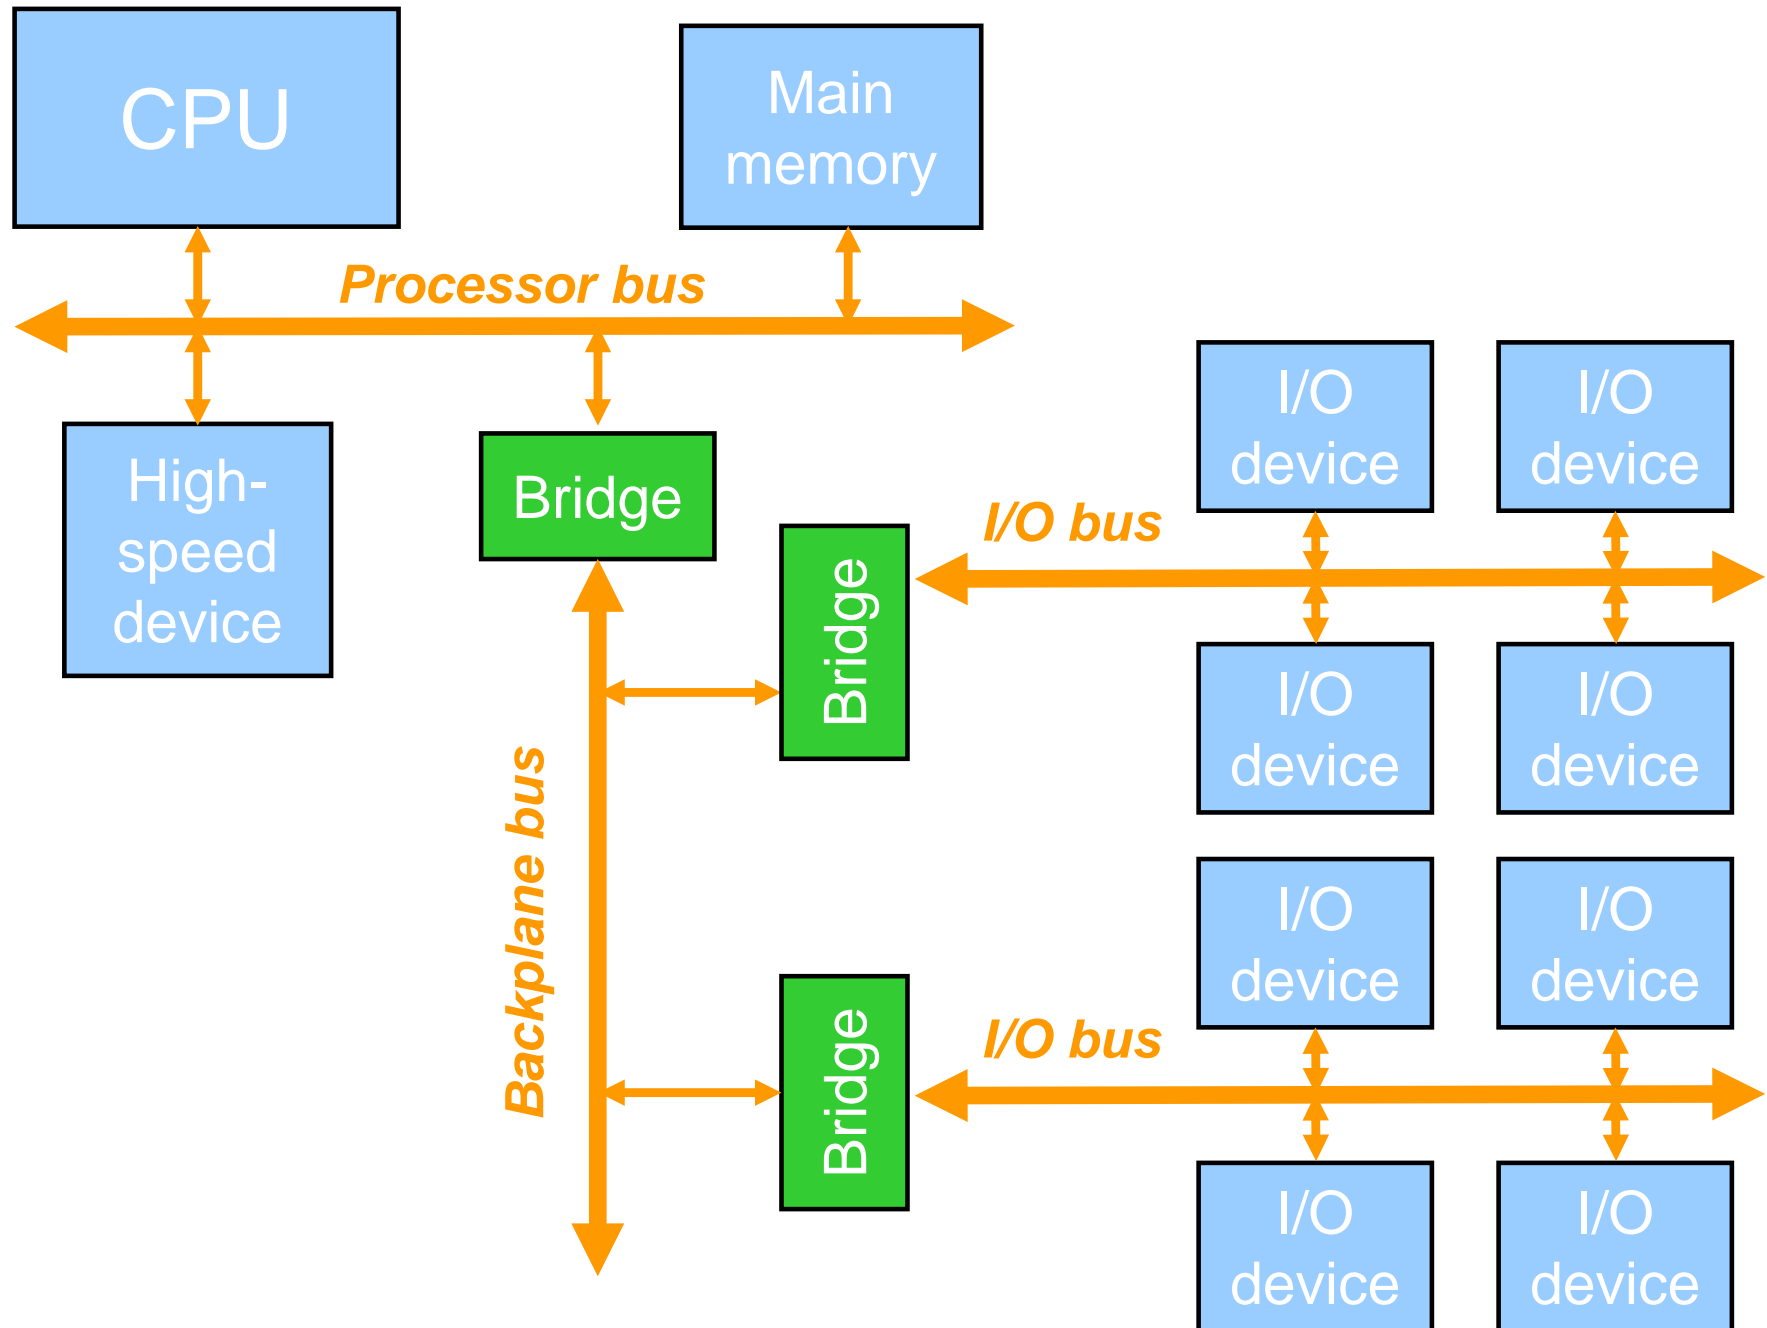 CPU
Main
memory
Processor bus
High-
speed
device
Bridge
Backplane bus
Bridge
I/O bus
I/O
device
I/O
device
I/O
device
I/O
device
Bridge
I/O bus
I/O
device
I/O
device
I/O
device
I/O
device